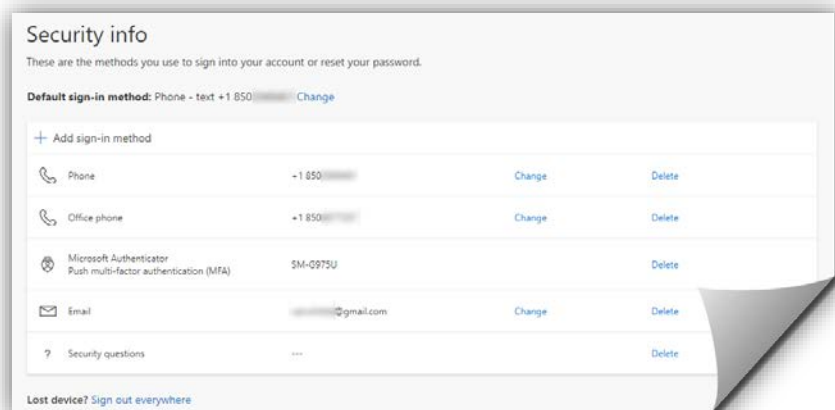 Security info
These are the methods you use to sign into your account or reset your password.
Default sign-in method: Phone - text +1 850 Change
+ Add sign-in method
Phone +1 850 Change Delete
Office phone +1 850 Change Delete
Microsoft Authenticator
Push multi-factor authentication (MFA) SM-G975U Delete
Email @gmail.com Change Delete
? Security questions --- Delete
Lost device? Sign out everywhere